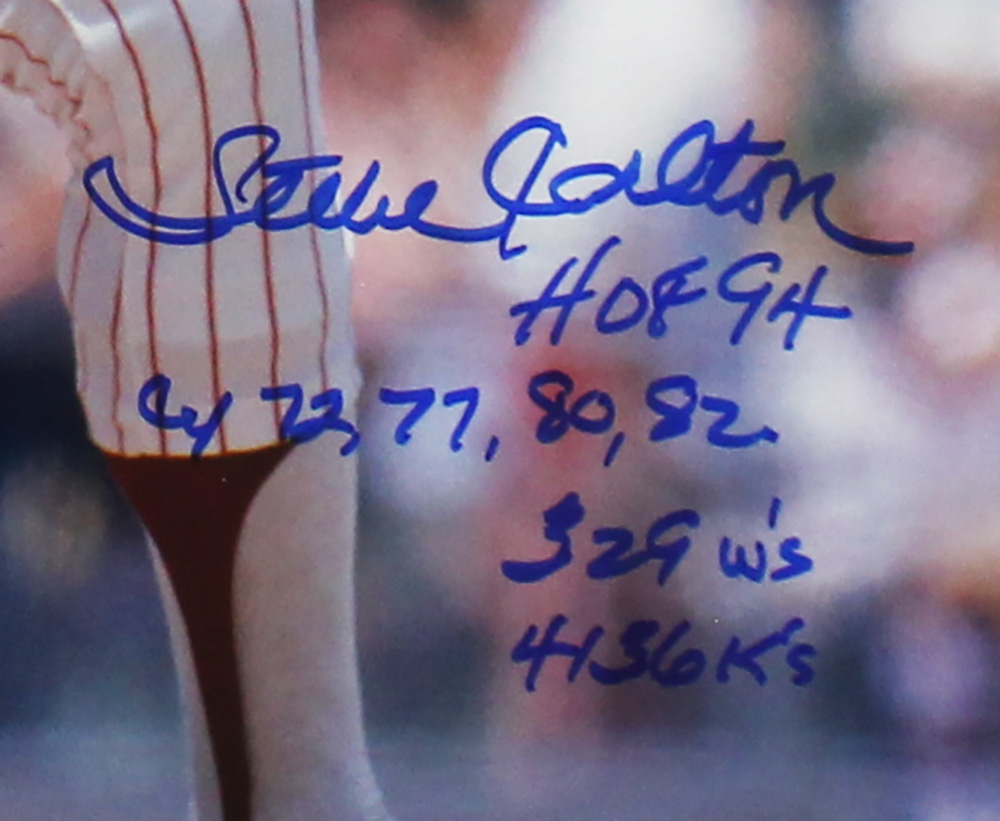 Steve Carlton
HOF 94
Cy 72, 77, 80, 82
329 W's
4136 K's